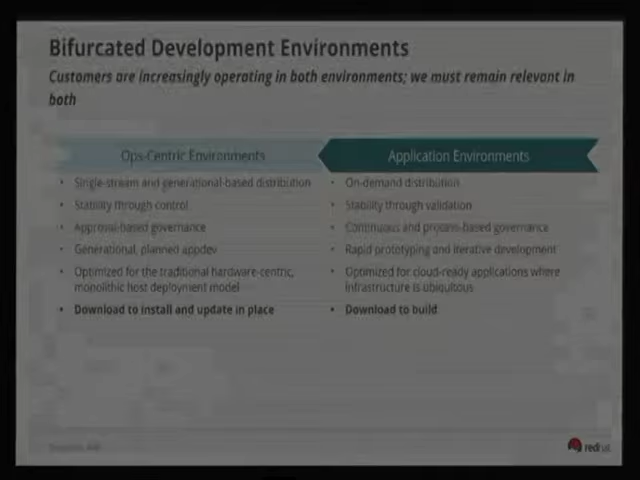 Bifurcated Development Environments
Customers are increasingly operating in both environments; we must remain relevant in
both
Ops-Centric Environments
Application Environments
• Single-stream and generational-based distribution
• Stability through control
• Approval-based governance
• Generational, planned appdev
• Optimized for the traditional hardware-centric,
monolithic host deployment model
• Download to install and update in place
• On-demand distribution
• Stability through validation
• Continuous and process-based governance
• Rapid prototyping and iterative development
• Optimized for cloud-ready applications where
infrastructure is ubiquitous
• Download to build
redhat